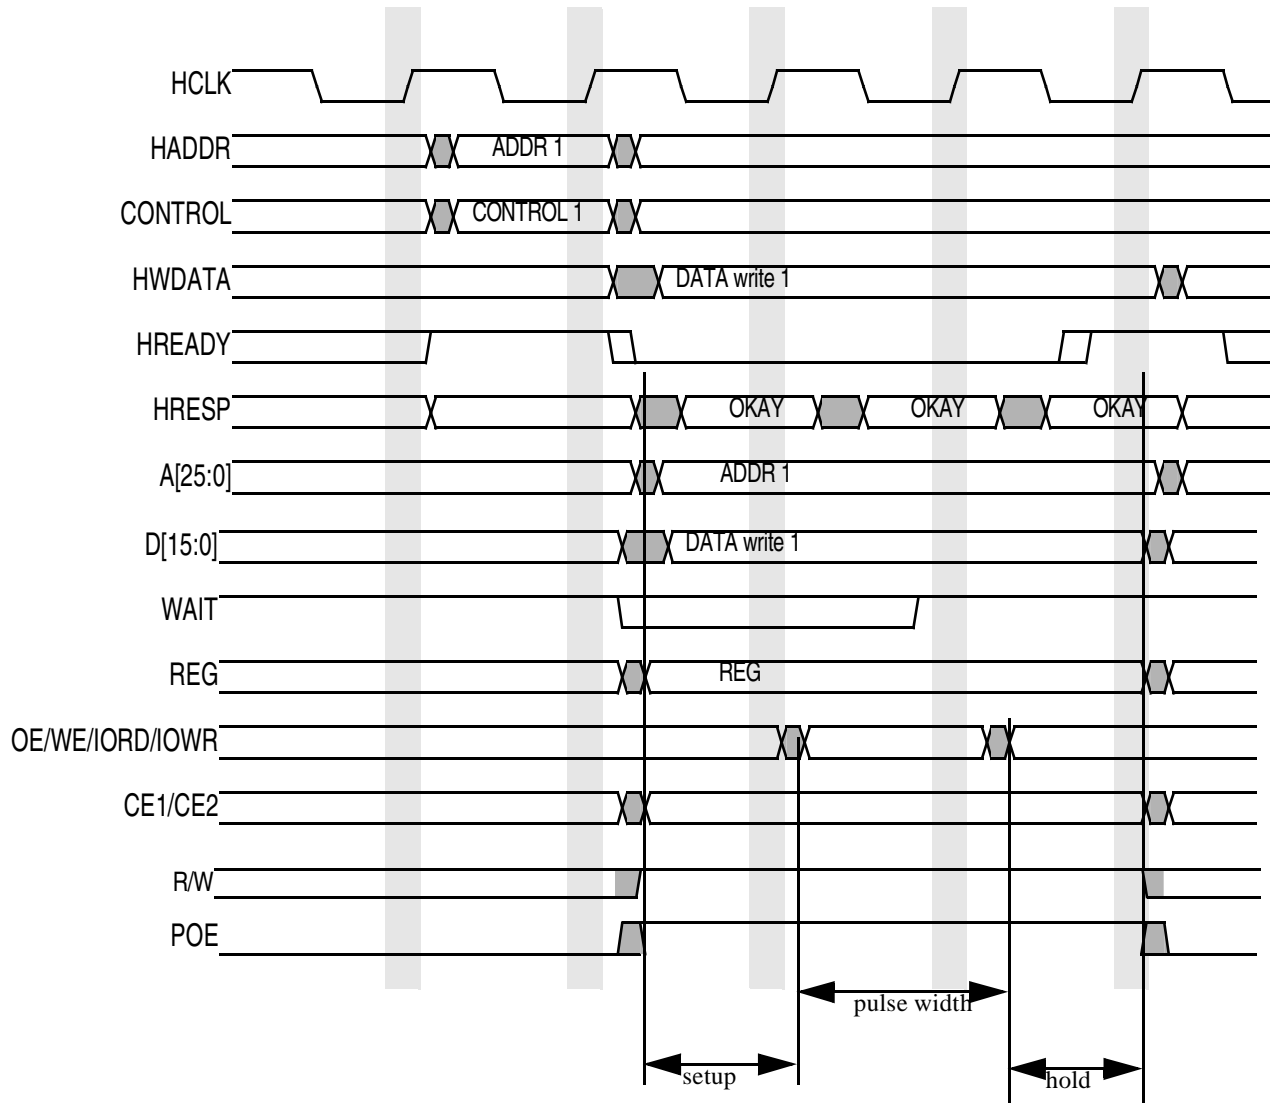 HCLK
HADDR ADDR 1
CONTROL CONTROL 1
HWDATA DATA write 1
HREADY
HRESP OKAY OKAY OKAY
A[25:0] ADDR 1
D[15:0] DATA write 1
WAIT
REG REG
OE/WE/IORD/IOWR
CE1/CE2
R/W
POE
pulse width
setup
hold